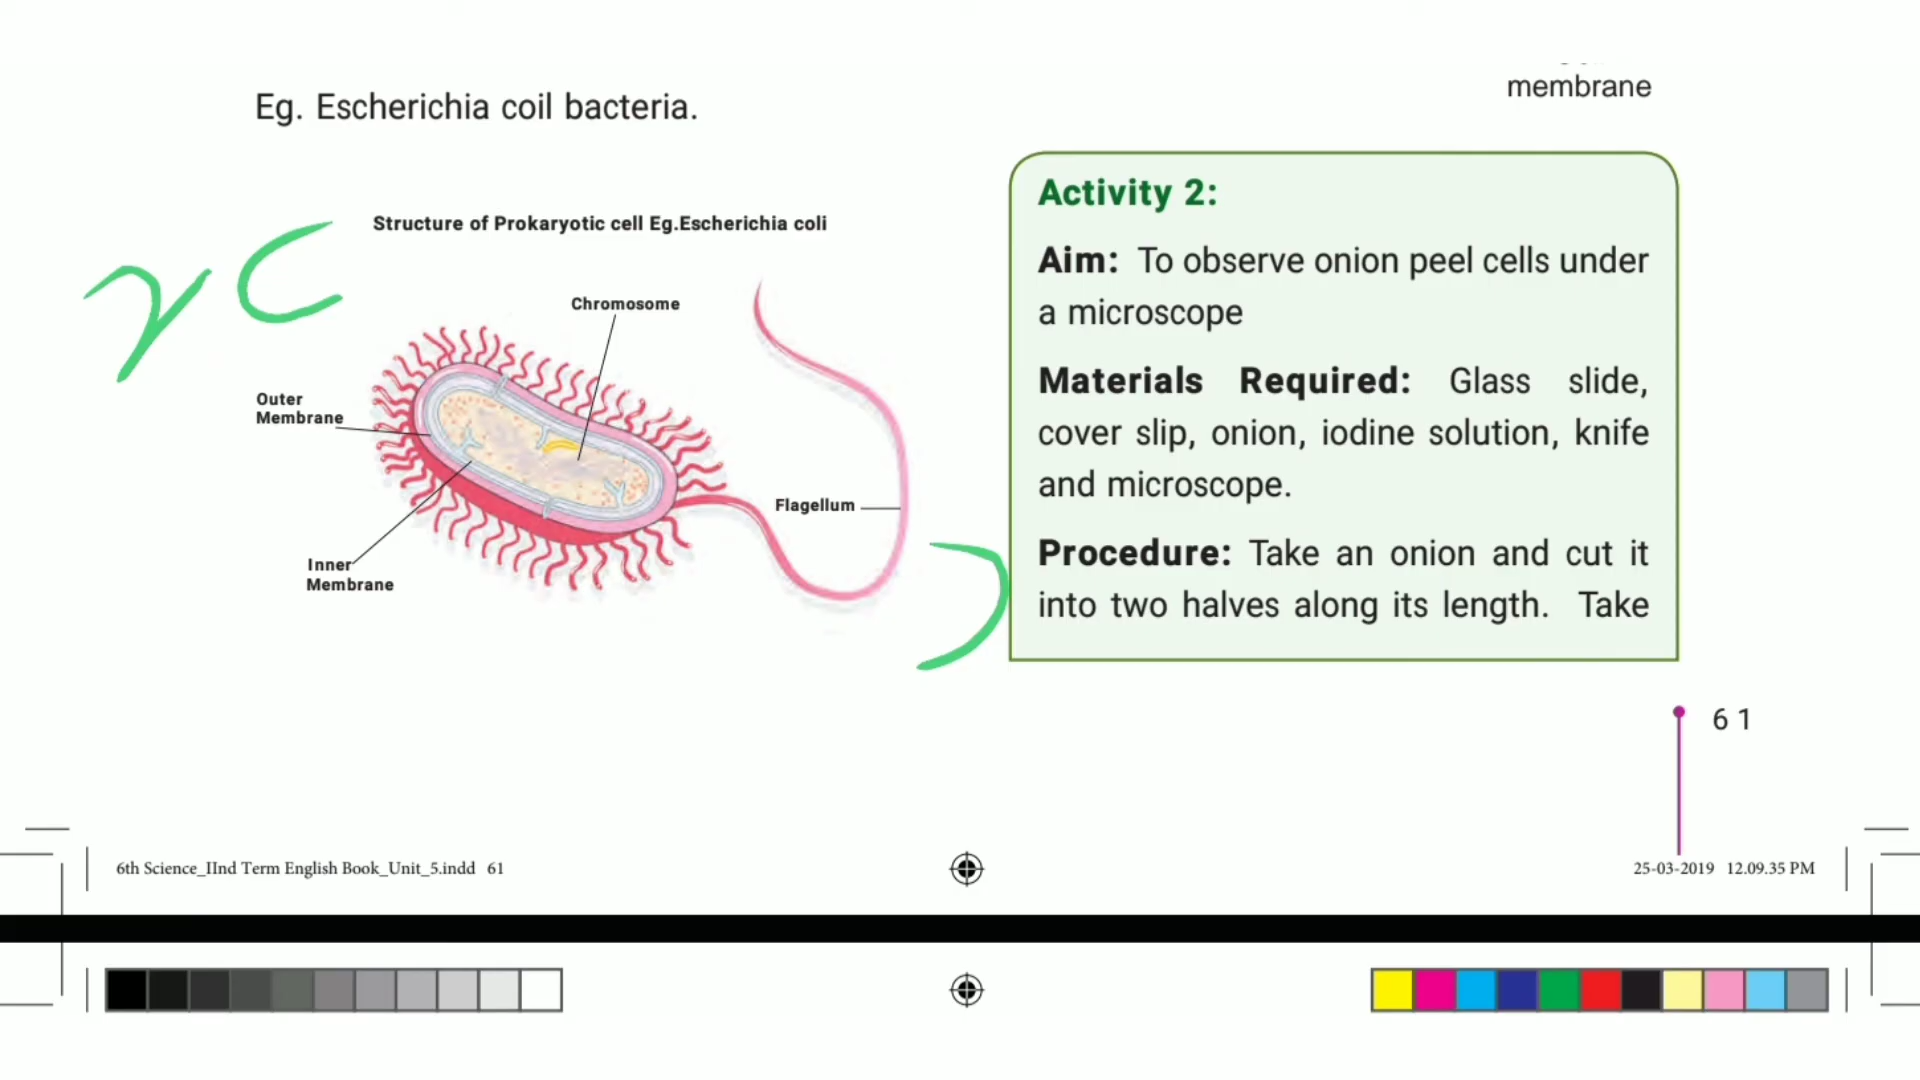 Eg. Escherichia coil bacteria.
Structure of Prokaryotic cell Eg.Escherichia coli
Chromosome
Outer
Membrane
Flagellum
Inner
Membrane
membrane
Activity 2:
Aim: To observe onion peel cells under
a microscope
Materials Required: Glass slide,
cover slip, onion, iodine solution, knife
and microscope.
Procedure: Take an onion and cut it
into two halves along its length. Take
61
6th Science_IInd Term English Book_Unit_5.indd 61
25-03-2019 12.09.35 PM